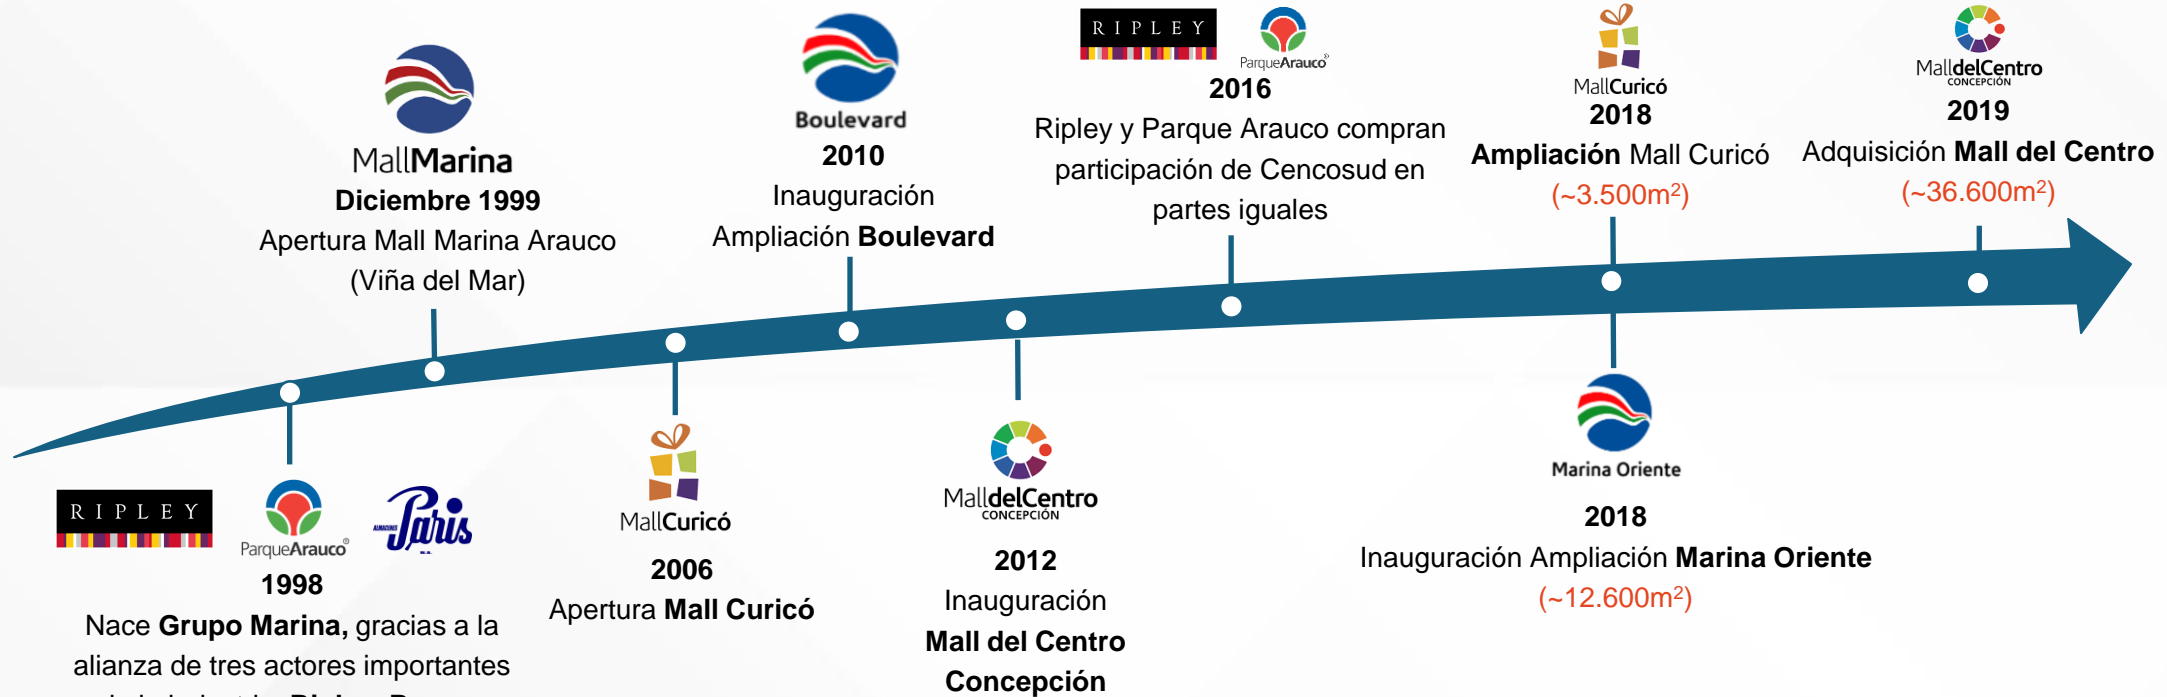 MallMarina
Diciembre 1999
Apertura Mall Marina Arauco
(Viña del Mar)
Boulevard
2010
Inauguración
Ampliación Boulevard
RIPLEY
ParqueArauco®
2016
Ripley y Parque Arauco compran
participación de Cencosud en
partes iguales
MallCuricó
2018
Ampliación Mall Curicó
(~3.500m²)
MalldelCentro
CONCEPCIÓN
2019
Adquisición Mall del Centro
(~36.600m²)
RIPLEY
ParqueArauco®
ALMACENES
Paris
S.A.
1998
Nace Grupo Marina, gracias a la
alianza de tres actores importantes
MallCuricó
2006
Apertura Mall Curicó
MalldelCentro
CONCEPCIÓN
2012
Inauguración
Mall del Centro
Concepción
Marina Oriente
2018
Inauguración Ampliación Marina Oriente
(~12.600m²)